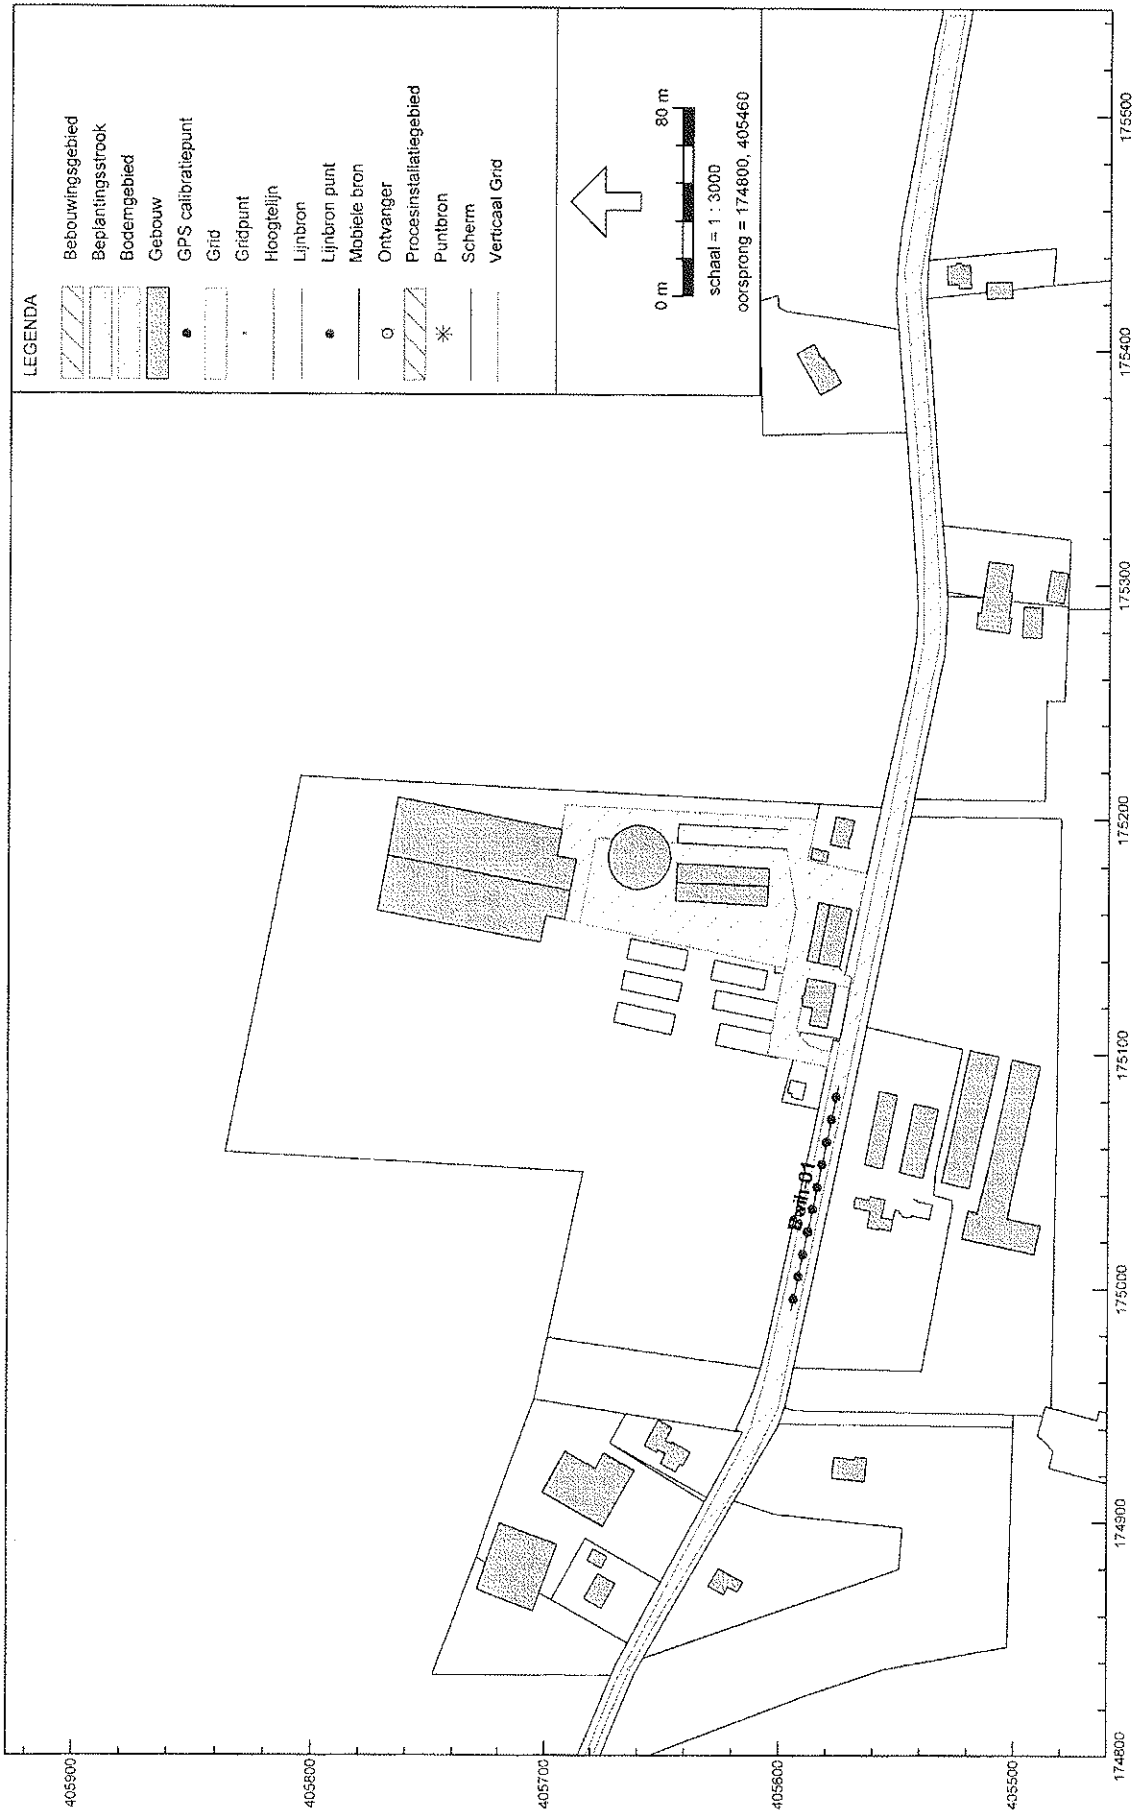 LEGENDA
Bebouwingsgebied
Beplantingsstrook
Bodemgebied
Gebouw
GPS calibratiepunt
Grid
Gridpunt
Hoogtelijn
Lijnbron
Lijnbron punt
Mobiele bron
Ontvanger
Procesinstallatiegebied
Puntbron
Scherm
Verticaal Grid
0 m 80 m
schaal = 1 : 3000
oorsprong = 174800, 405460
405900
405800
405700
405600
405500
174800
174900
175000
175100
175200
175300
175400
175500